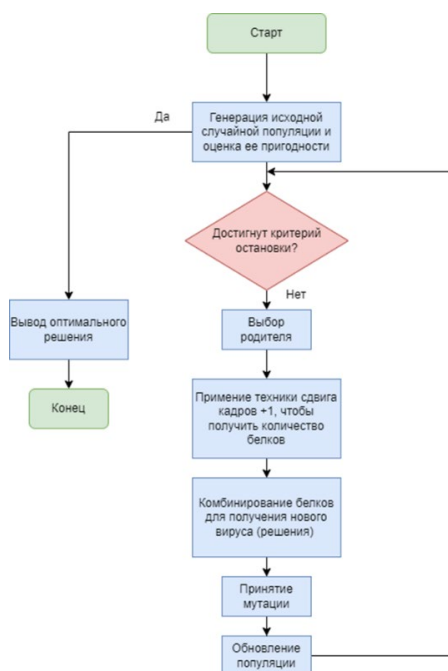 Старт
Да
Генерация исходной
случайной популяции и
оценка ее пригодности
Достигнут критерий
остановки?
Нет
Вывод оптимального
решения
Выбор
родителя
Конец
Примение техники сдвига
кадров +1, чтобы
получить количество
белков
Комбинирование белков
для получения нового
вируса (решения)
Принятие
мутации
Обновление
популяции